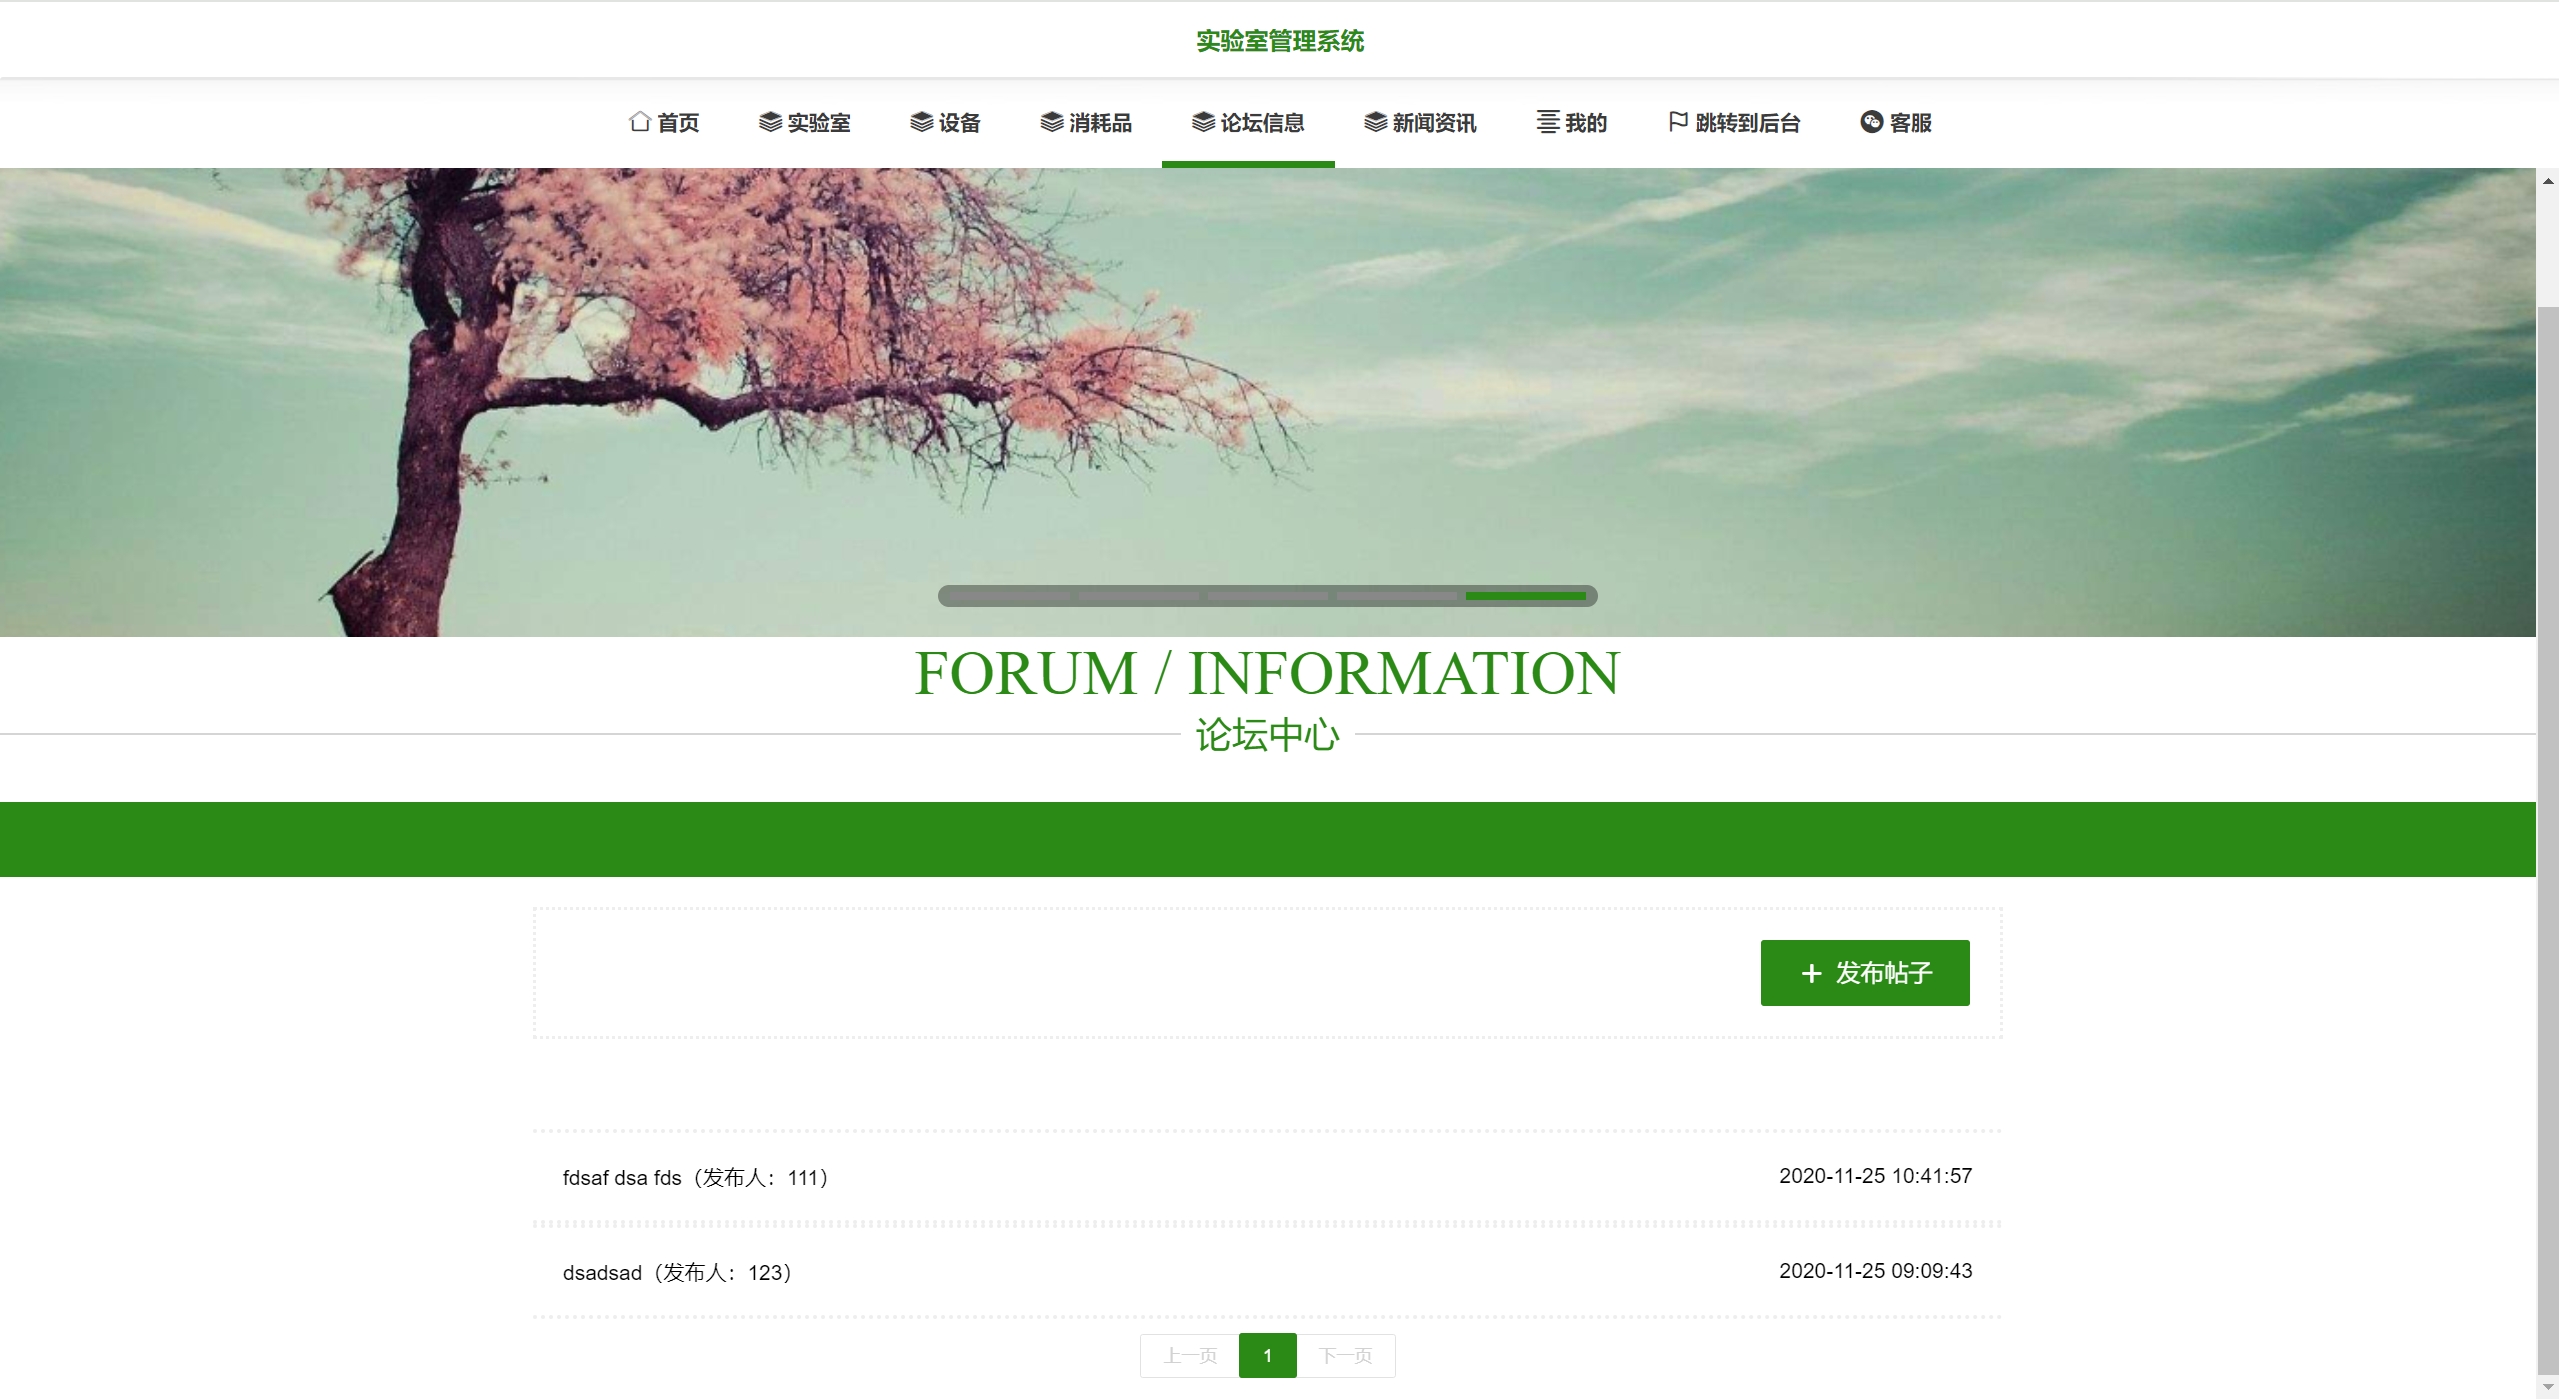 实验室管理系统
首页 实验室 设备 消耗品 论坛信息 新闻资讯 我的 跳转到后台 客服
FORUM / INFORMATION
论坛中心
发布帖子
fdsaf dsa fds（发布人：111） 2020-11-25 10:41:57
dsadsad（发布人：123） 2020-11-25 09:09:43
上一页 1 下一页